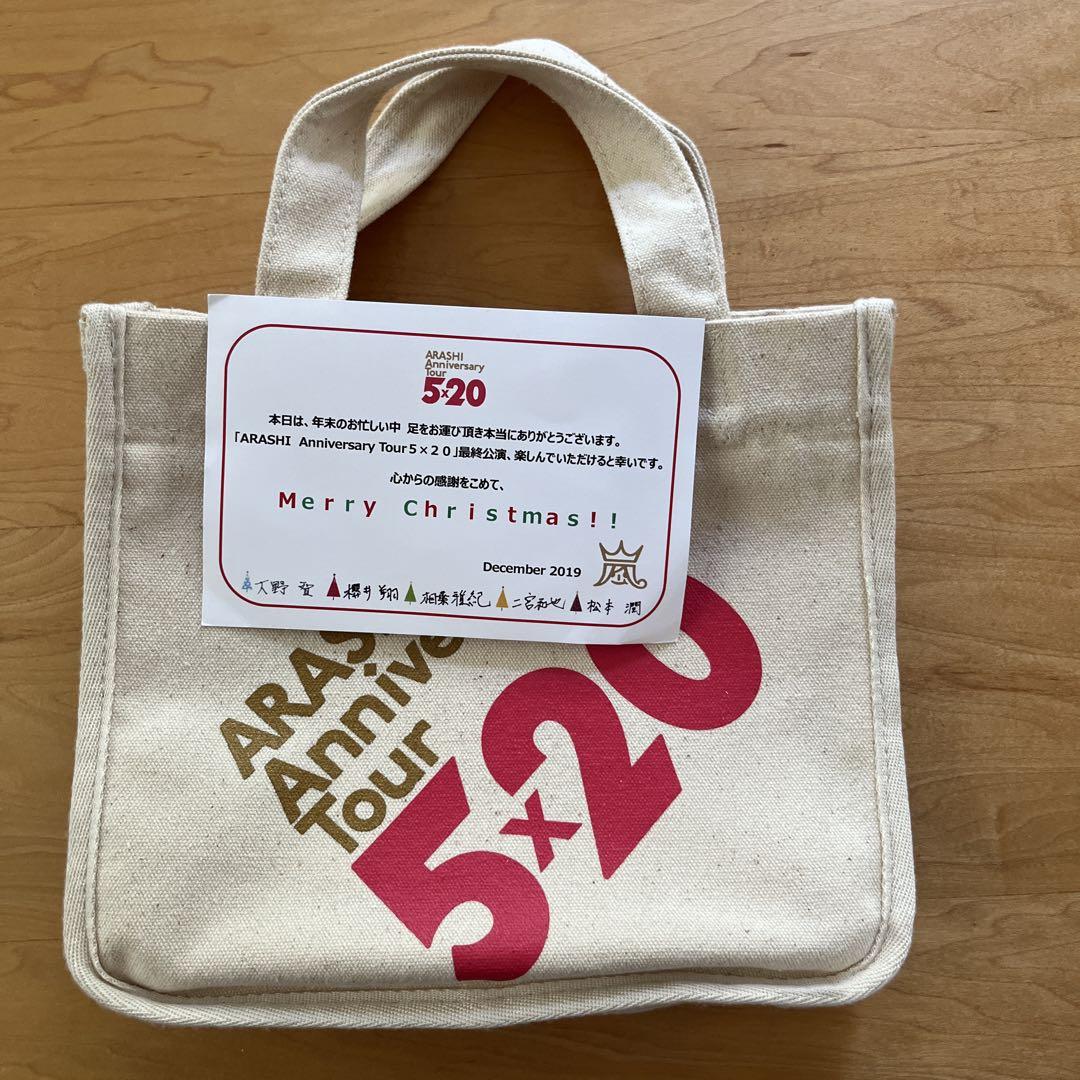 ARASHI
Anniversary
Tour
5×20
本日は、年末のお忙しい中 足をお運び頂き本当にありがとうございます。
「ARASHI Anniversary Tour５×２０」最終公演、楽しんでいただけると幸いです。
心からの感謝をこめて、
Merry Christmas!!
December 2019
嵐
大野 智 櫻井 翔 相葉雅紀 二宮和也 松本 潤
ARAS
Annive
Tour
5×20